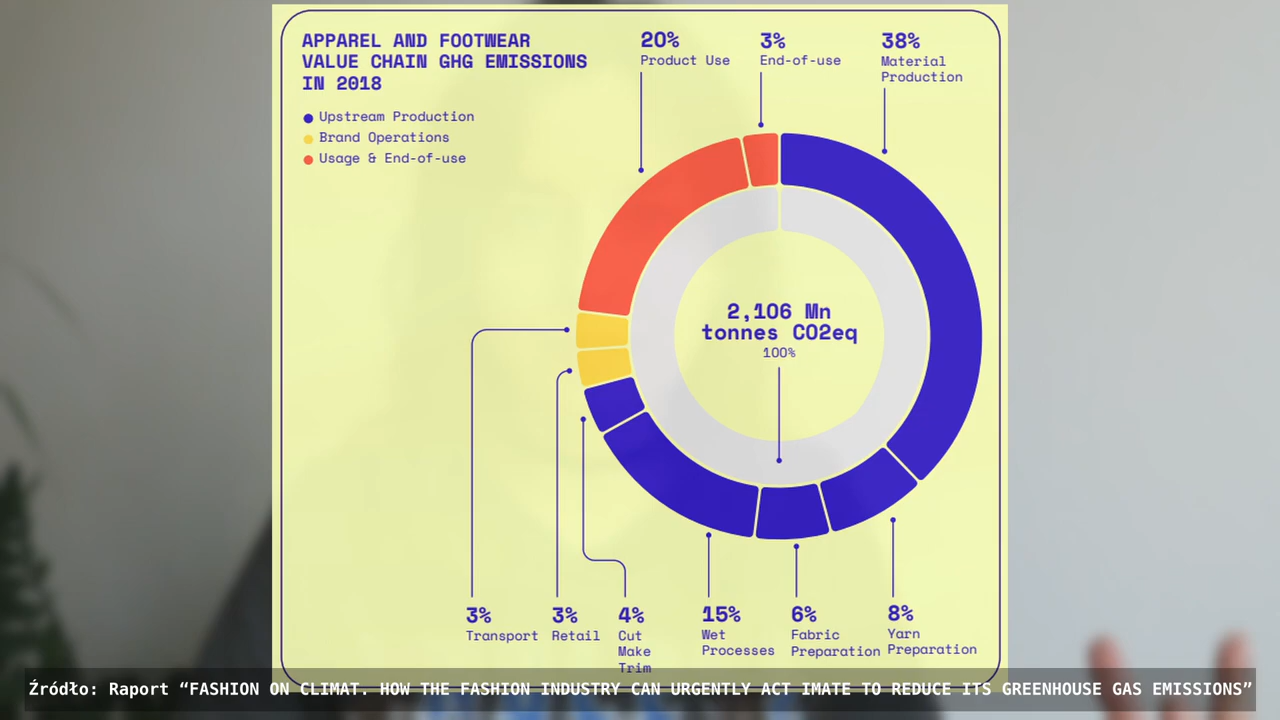 APPAREL AND FOOTWEAR
VALUE CHAIN GHG EMISSIONS
IN 2018
Upstream Production
Brand Operations
Usage & End-of-use
20%
Product Use
3%
End-of-use
38%
Material
Production
2,106 Mn
tonnes CO2eq
100%
3%
Transport
3%
Retail
4%
Cut
Make
Trim
15%
Wet
Processes
6%
Fabric
Preparation
8%
Yarn
Preparation
Źródło: Raport “FASHION ON CLIMAT. HOW THE FASHION INDUSTRY CAN URGENTLY ACT IMATE TO REDUCE ITS GREENHOUSE GAS EMISSIONS”